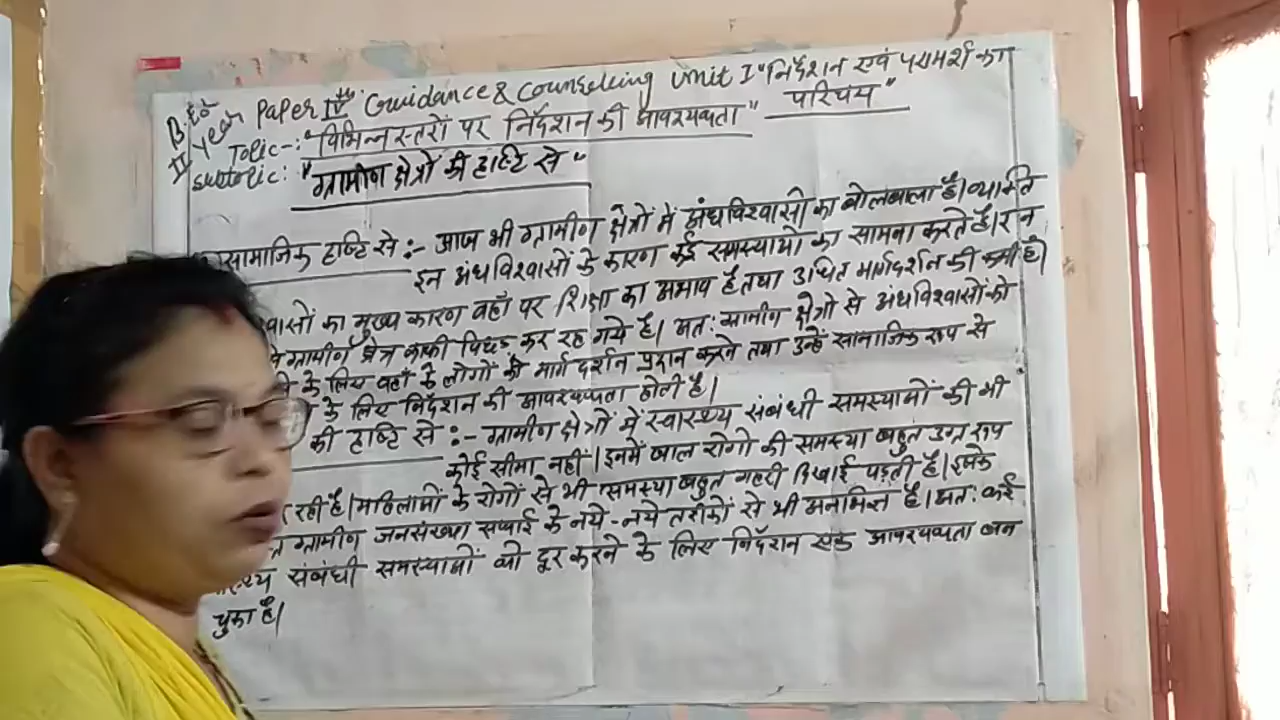 B.Ed II Year Paper IVth Guidance & Counselling Unit I "निर्देशन एवं परामर्श का
परिचय"
Topic-: "विभिन्न स्तरों पर निर्देशन की आवश्यकता"
Subtopic: "ग्रामीण क्षेत्रों की दृष्टि से"
सामाजिक दृष्टि से :- आज भी ग्रामीण क्षेत्रों में अंधविश्वासों का बोलबाला है। व्यक्ति
इन अंधविश्वासों के कारण कई समस्यायों का सामना करते है। इन
वासों का मुख्य कारण वहाँ पर शिक्षा का अभाव है तथा उचित मार्गदर्शन की कमी है।
ग्रामीण क्षेत्र काफी पिछड़ कर रह गये है। अतः ग्रामीण क्षेत्रों से अंधविश्वासों को
के लिए वहाँ के लोगों को मार्ग दर्शन प्रदान करने तथा उन्हें सामाजिक रूप से
के लिए निर्देशन की आवश्यकता होती है।
की दृष्टि से :- ग्रामीण क्षेत्रों में स्वास्थ्य संबंधी समस्यायों की भी
कोई सीमा नहीं। इनमें बाल रोगो की समस्या बहुत उग्र रूप
रही है। महिलायों के रोगों से भी समस्या बहुत गहरी दिखाई पड़ती है। इसके
ग्रामीण जनसंख्या सफाई के नये-नये तरीकों से भी अनभिज्ञ है। अतः कई
संबंधी समस्यायों को दूर करने के लिए निर्देशन एक आवश्यकता बन
चुका है।